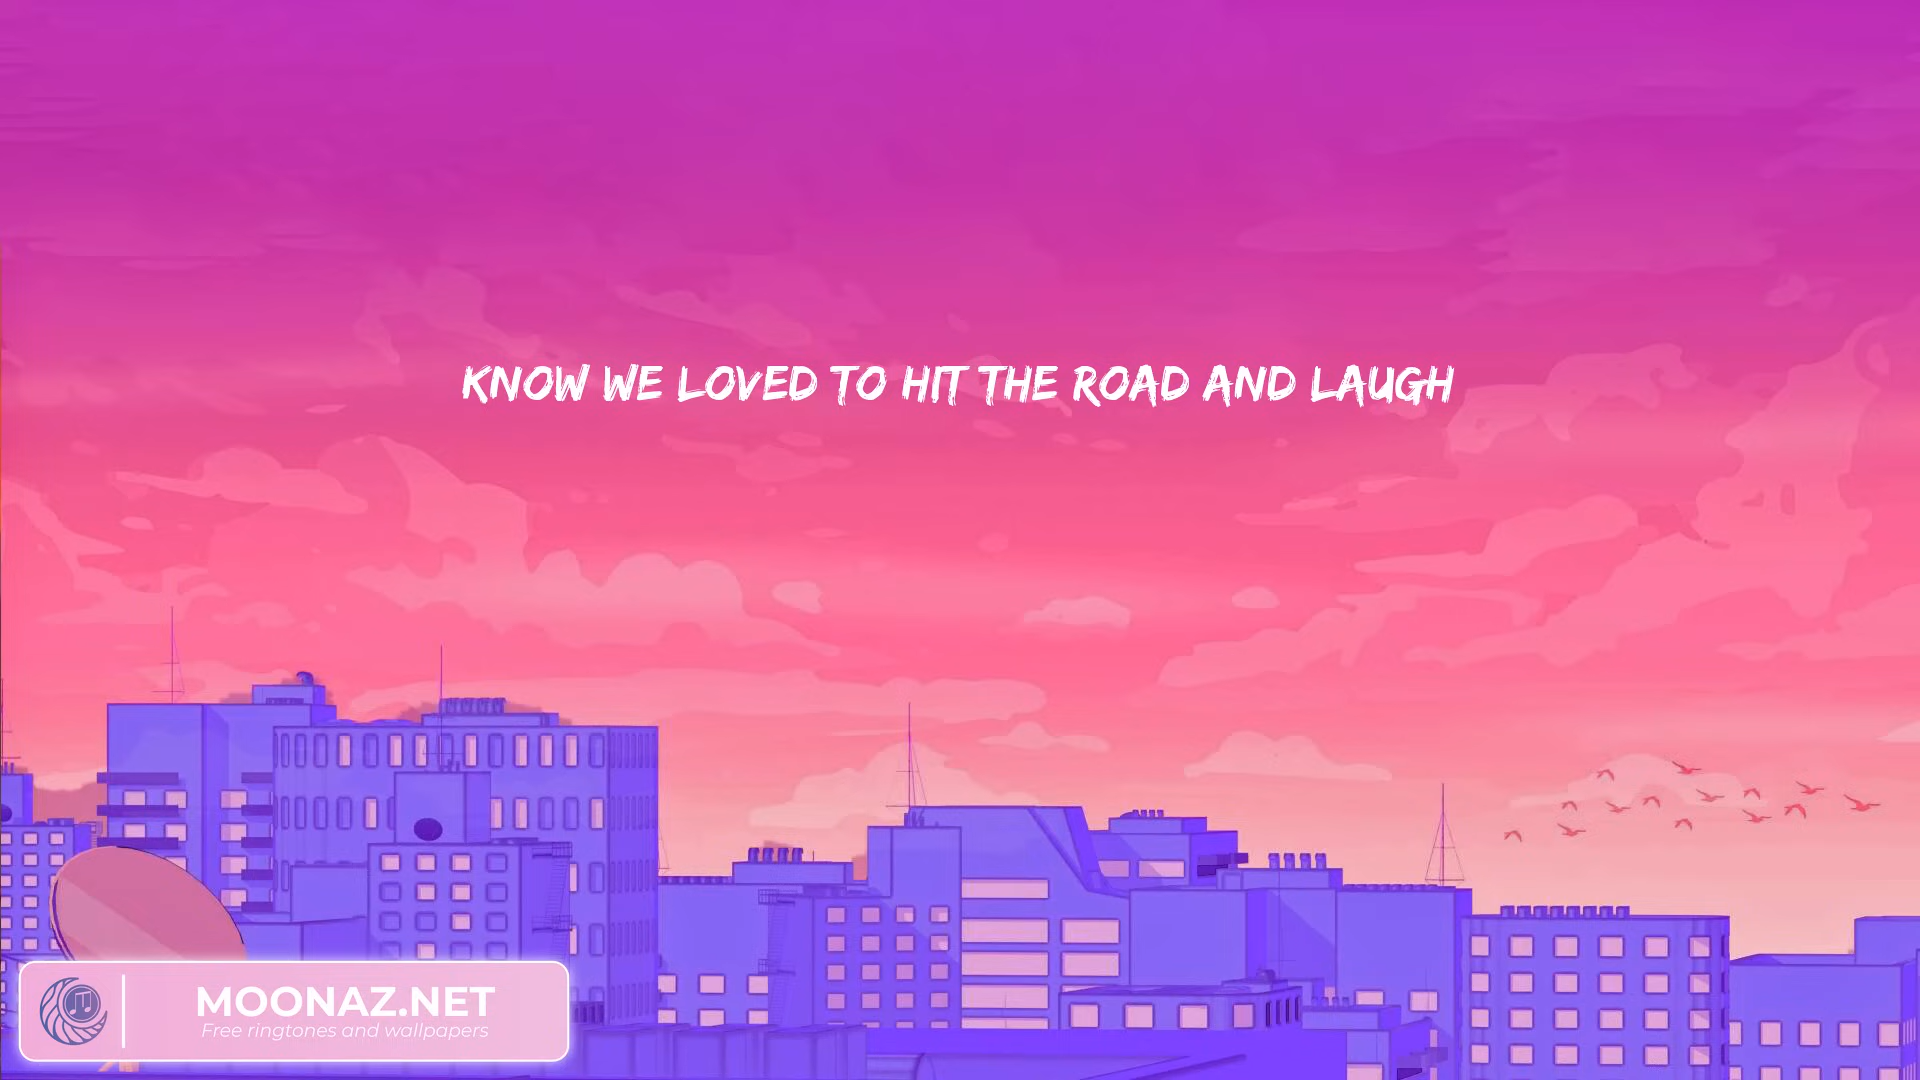 KNOW WE LOVED TO HIT THE ROAD AND LAUGH
MOONAZ.NET
Free ringtones and wallpapers